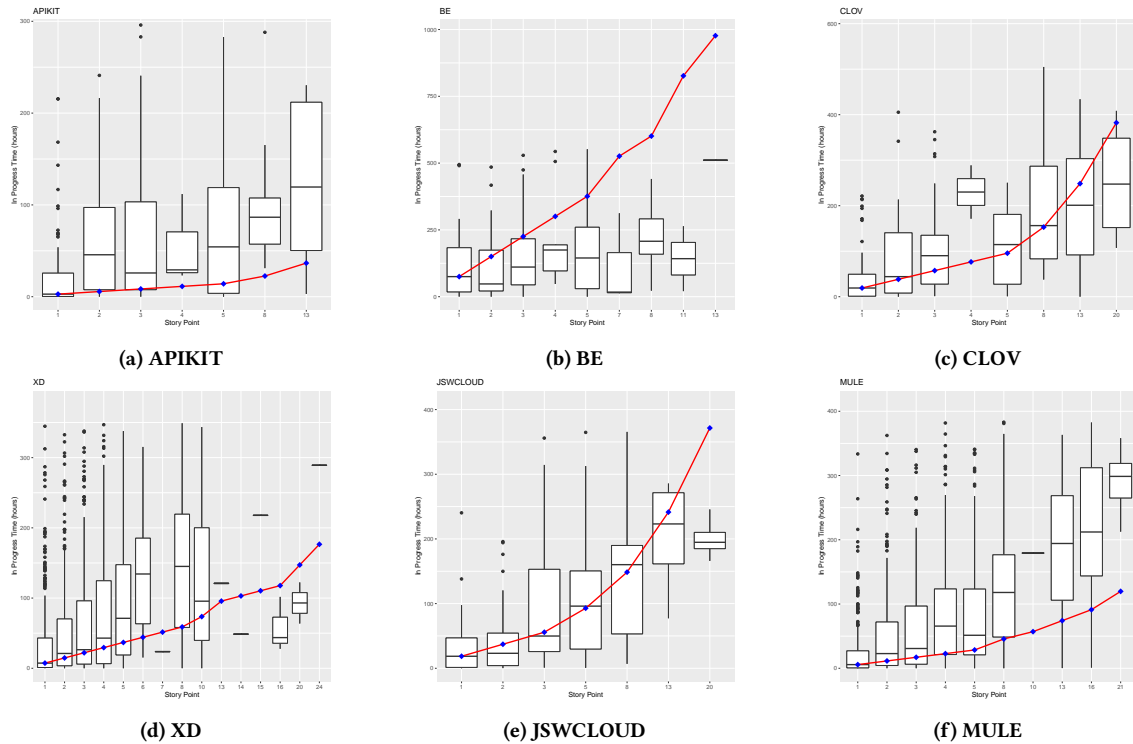 APIKIT
300
200
100
0
1 2 3 4 5 8 13
In Progress Time (hours)
Story Point
(a) APIKIT
BE
1000
750
500
250
0
1 2 3 4 5 7 8 11 13
In Progress Time (hours)
Story Point
(b) BE
CLOV
600
400
200
0
1 2 3 4 5 8 13 20
In Progress Time (hours)
Story Point
(c) CLOV
XD
300
200
100
0
1 2 3 4 5 6 7 8 10 13 14 15 16 20 24
In Progress Time (hours)
Story Point
(d) XD
JSWCLOUD
400
300
200
100
0
1 2 3 5 8 13 20
In Progress Time (hours)
Story Point
(e) JSWCLOUD
MULE
400
300
200
100
0
1 2 3 4 5 8 10 13 16 21
In Progress Time (hours)
Story Point
(f) MULE